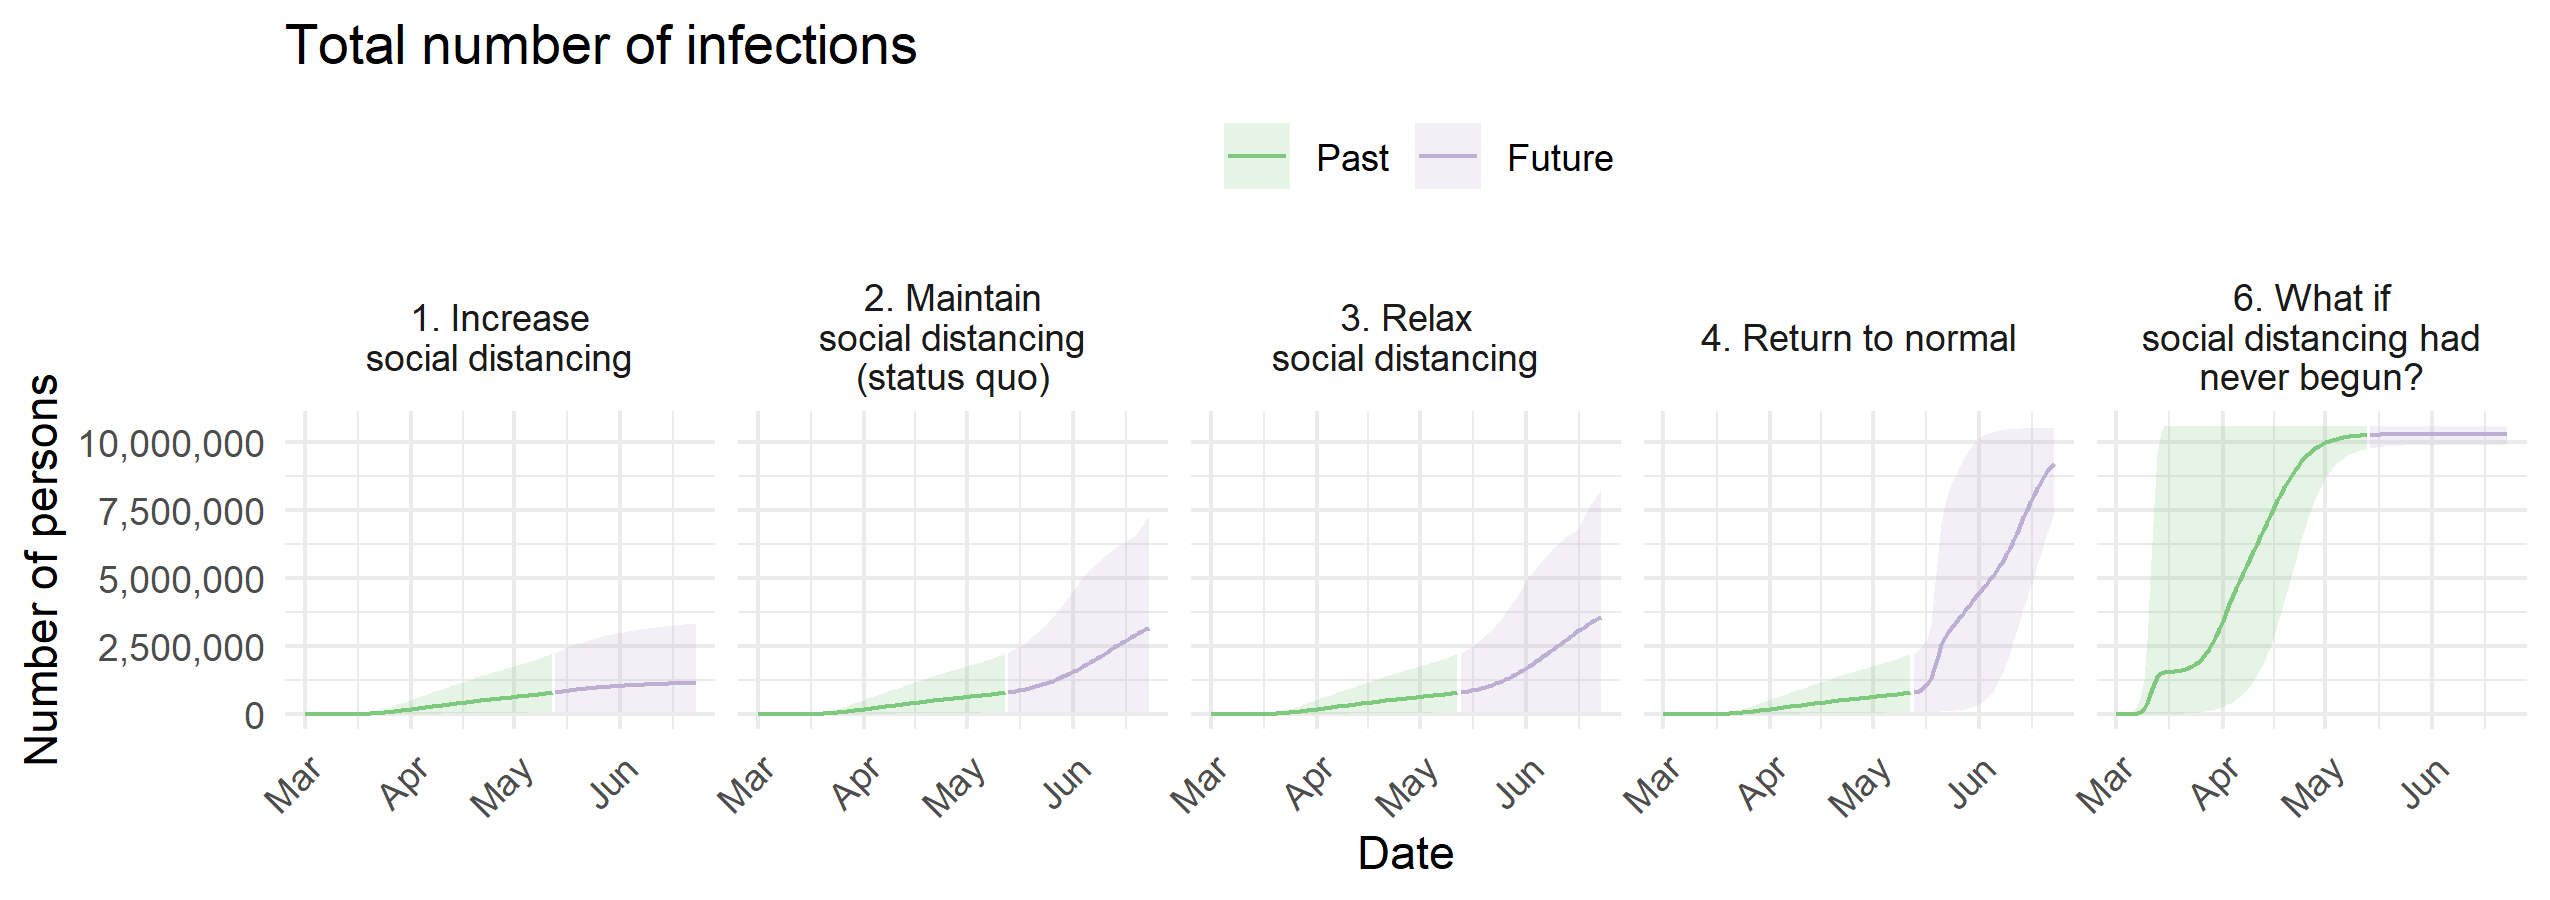 Total number of infections
Past
Future
1. Increase
social distancing
2. Maintain
social distancing
(status quo)
3. Relax
social distancing
4. Return to normal
6. What if
social distancing had
never begun?
Number of persons
10,000,000
7,500,000
5,000,000
2,500,000
0
Mar
Apr
May
Jun
Mar
Apr
May
Jun
Mar
Apr
May
Jun
Mar
Apr
May
Jun
Mar
Apr
May
Jun
Date